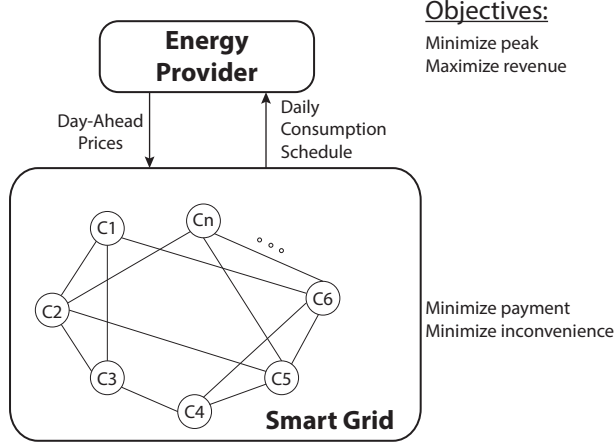 Objectives:
Minimize peak
Maximize revenue
Energy
Provider
Day-Ahead
Prices
Daily
Consumption
Schedule
C1
Cn
C2
C6
C3
C5
C4
Minimize payment
Minimize inconvenience
Smart Grid